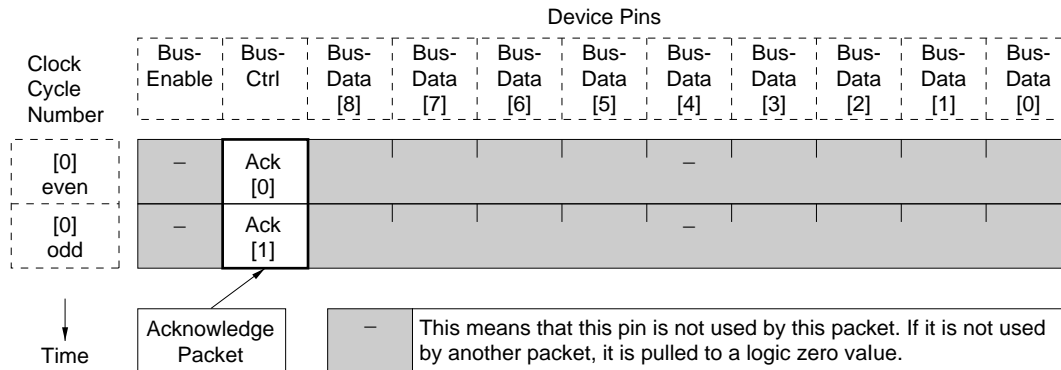 Device Pins
Clock
Cycle
Number
Bus-
Enable
Bus-
Ctrl
Bus-
Data
[8]
Bus-
Data
[7]
Bus-
Data
[6]
Bus-
Data
[5]
Bus-
Data
[4]
Bus-
Data
[3]
Bus-
Data
[2]
Bus-
Data
[1]
Bus-
Data
[0]
[0]
even
–
Ack
[0]
–
[0]
odd
–
Ack
[1]
–
Time
Acknowledge
Packet
–
This means that this pin is not used by this packet. If it is not used
by another packet, it is pulled to a logic zero value.